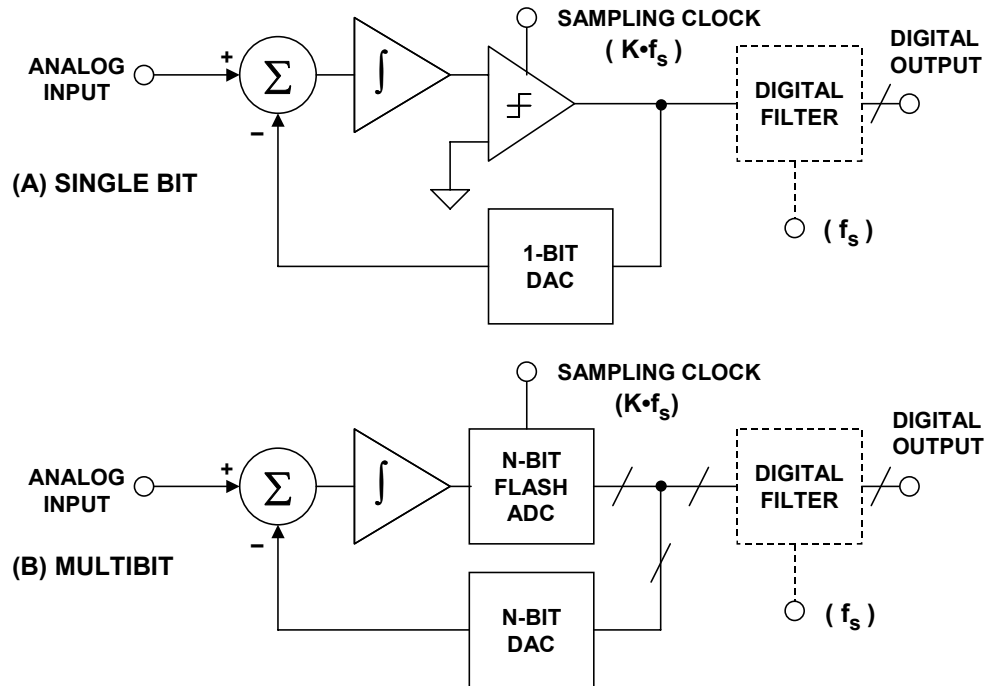 SAMPLING CLOCK
( K•fs)
ANALOG
INPUT
+
Σ
−
∫
DIGITAL
FILTER
DIGITAL
OUTPUT
(A) SINGLE BIT
1-BIT
DAC
( fs )
SAMPLING CLOCK
(K•fs)
ANALOG
INPUT
+
Σ
−
∫
N-BIT
FLASH
ADC
DIGITAL
FILTER
DIGITAL
OUTPUT
(B) MULTIBIT
N-BIT
DAC
( fs )